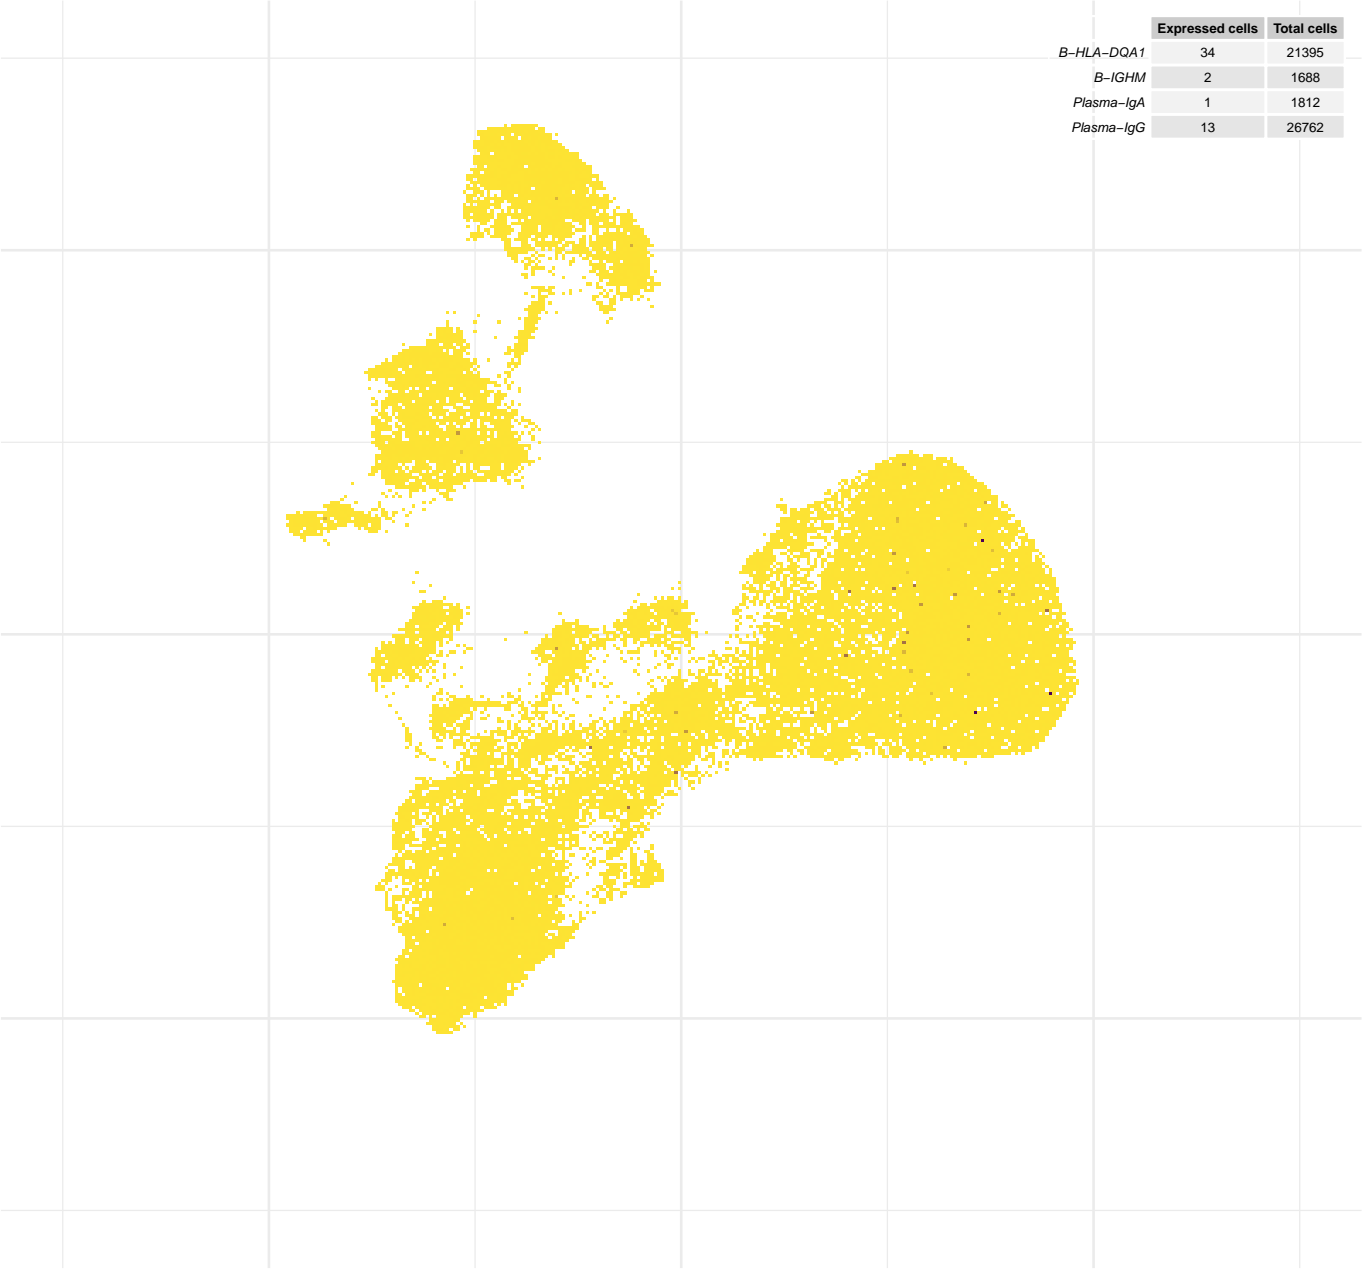 Expressed cells Total cells
B−HLA−DQA1 34 21395
B−IGHM 2 1688
Plasma−IgA 1 1812
Plasma−IgG 13 26762